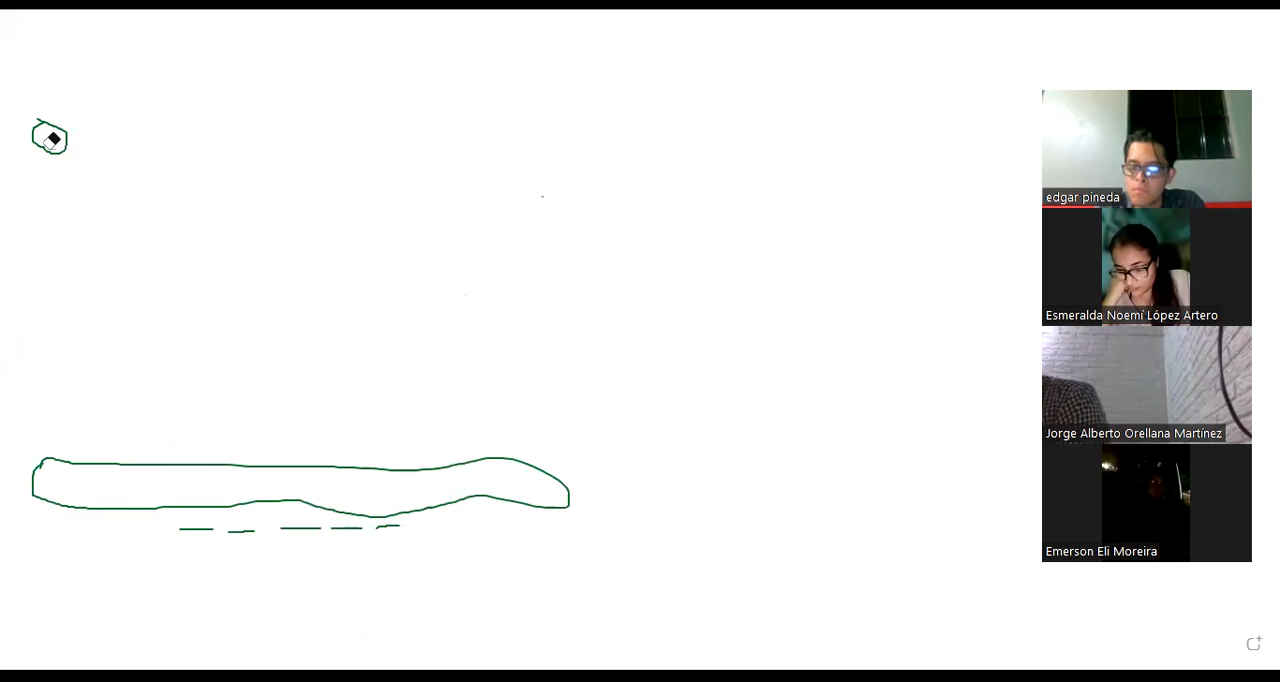 edgar pineda
Esmeralda Noemí López Artero
Jorge Alberto Orellana Martínez
Emerson Eli Moreira